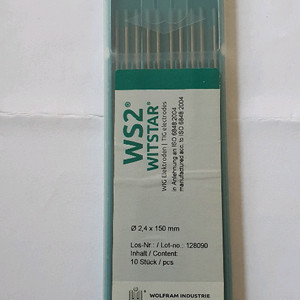 WS2®
WITSTAR®
WIG Elektroden | TIG electrodes
in Anlehnung an ISO 6848:2004
manufactured acc. to ISO 6848:2004
Ø 2,4 x 150 mm
Los-Nr.: / Lot-no.: 128090
Inhalt / Content:
10 Stück / pcs
WOLFRAM INDUSTRIE